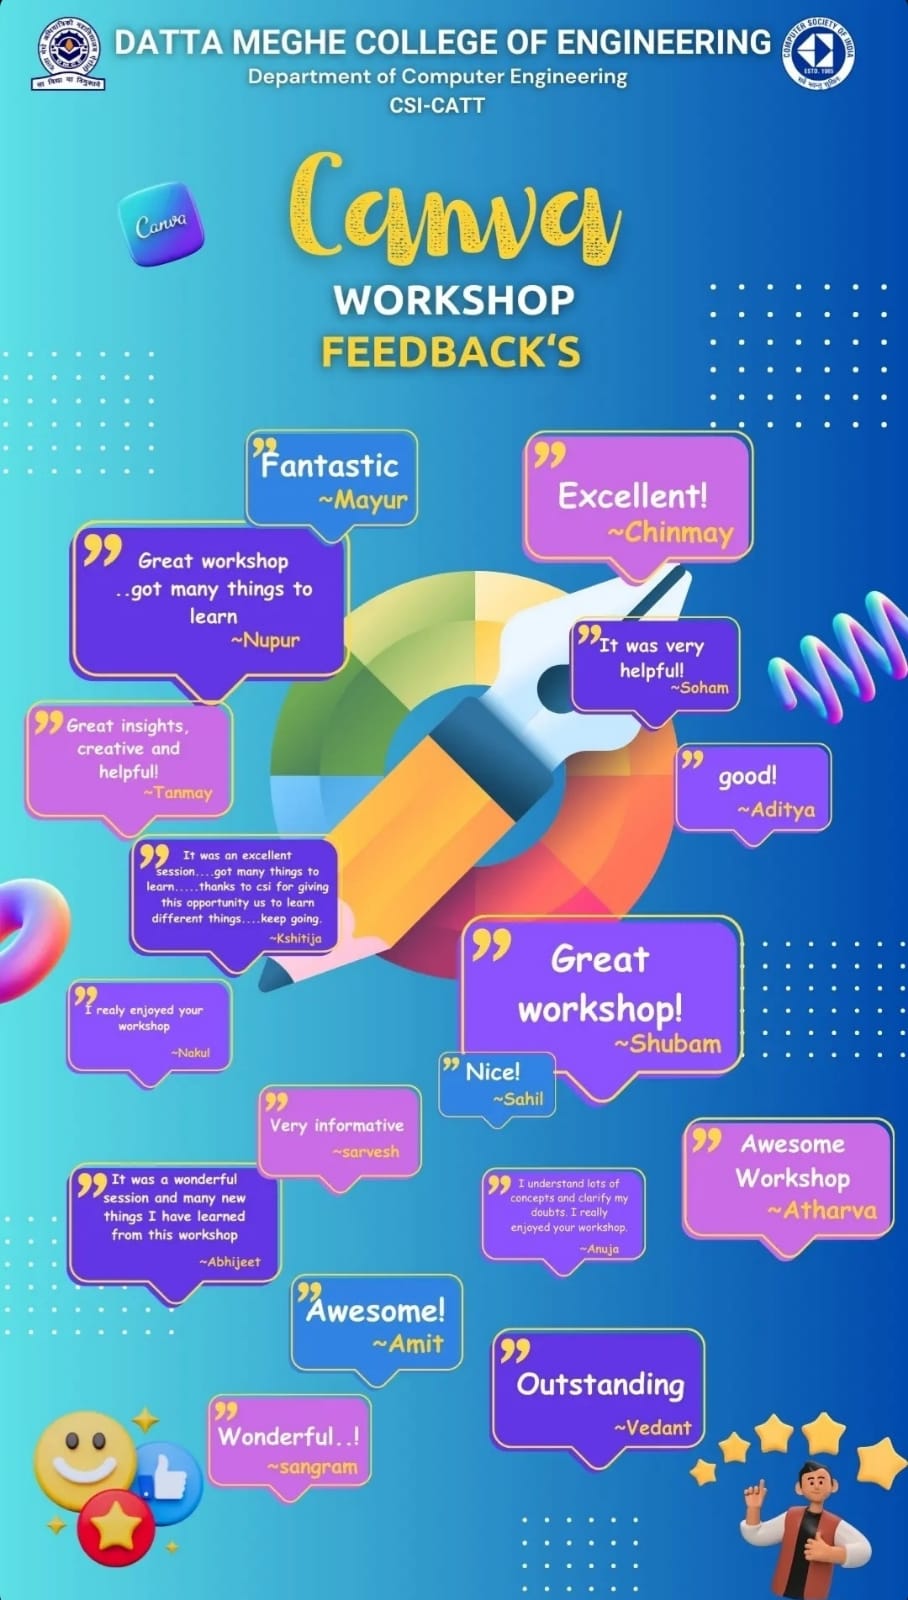 DATTA MEGHE COLLEGE OF ENGINEERING
Department of Computer Engineering
CSI-CATT
COMPUTER SOCIETY OF INDIA
ESTD. 1965
Canva
Canva
WORKSHOP
FEEDBACK‘S
”
Fantastic
~Mayur
”
Excellent!
~Chinmay
”
Great workshop
..got many things to
learn
~Nupur
”
It was very
helpful!
~Soham
”
Great insights,
creative and
helpful!
~Tanmay
”
good!
~Aditya
”
It was an excellent
session....got many things to
learn.....thanks to csi for giving
this opportunity us to learn
different things....keep going.
~Kshitija
”
Great
workshop!
~Shubam
”
I realy enjoyed your
workshop
~Nakul
”
Nice!
~Sahil
”
Very informative
~sarvesh
”
Awesome
Workshop
~Atharva
”
It was a wonderful
session and many new
things I have learned
from this workshop
~Abhijeet
”
I understand lots of
concepts and clarify my
doubts. I really
enjoyed your workshop.
~Anuja
”
Awesome!
~Amit
”
Outstanding
~Vedant
”
Wonderful..!
~sangram